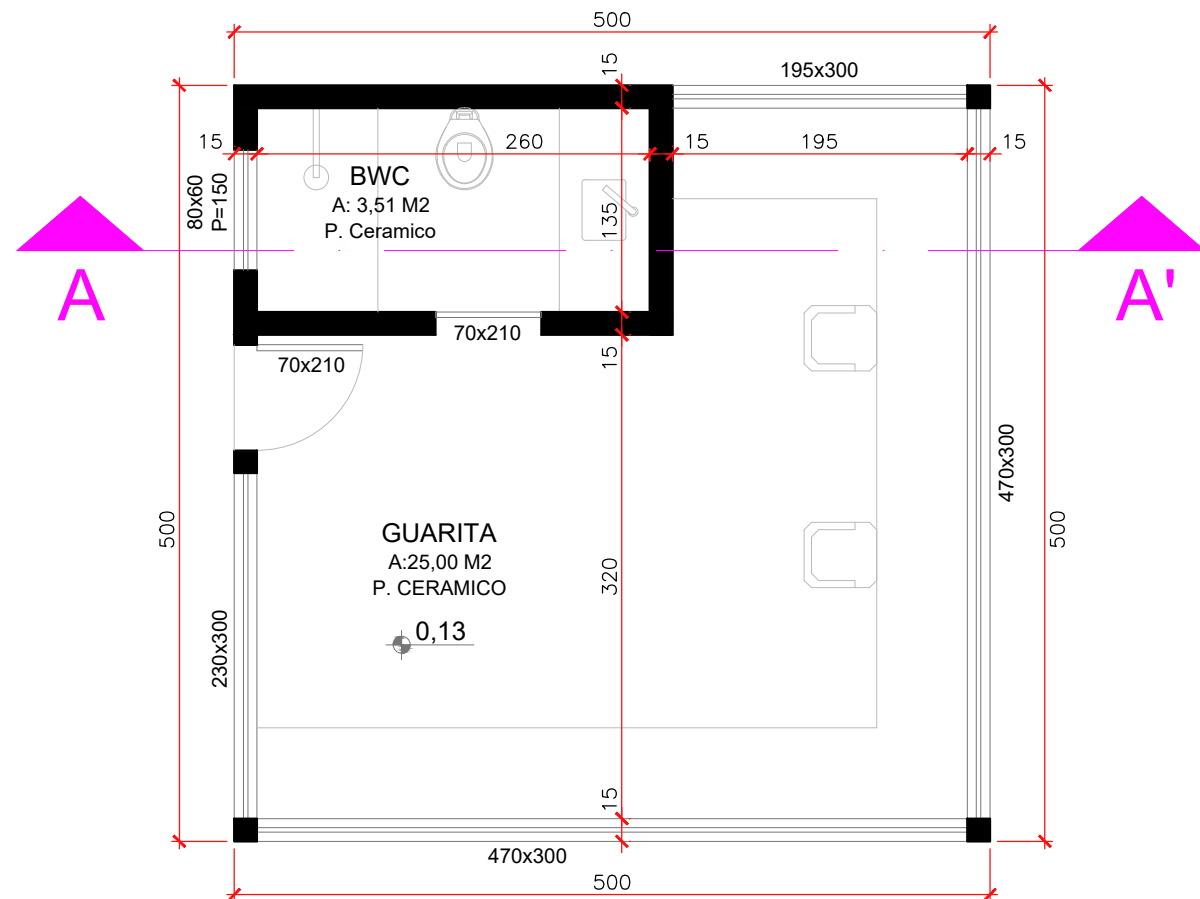 500
15
195x300
500
15
260
15
195
15
80x60
P=150
BWC
A: 3,51 M2
P. Ceramico
135
A
A'
70x210
15
70x210
470x300
500
500
GUARITA
A:25,00 M2
P. CERAMICO
320
0,13
230x300
15
470x300
500